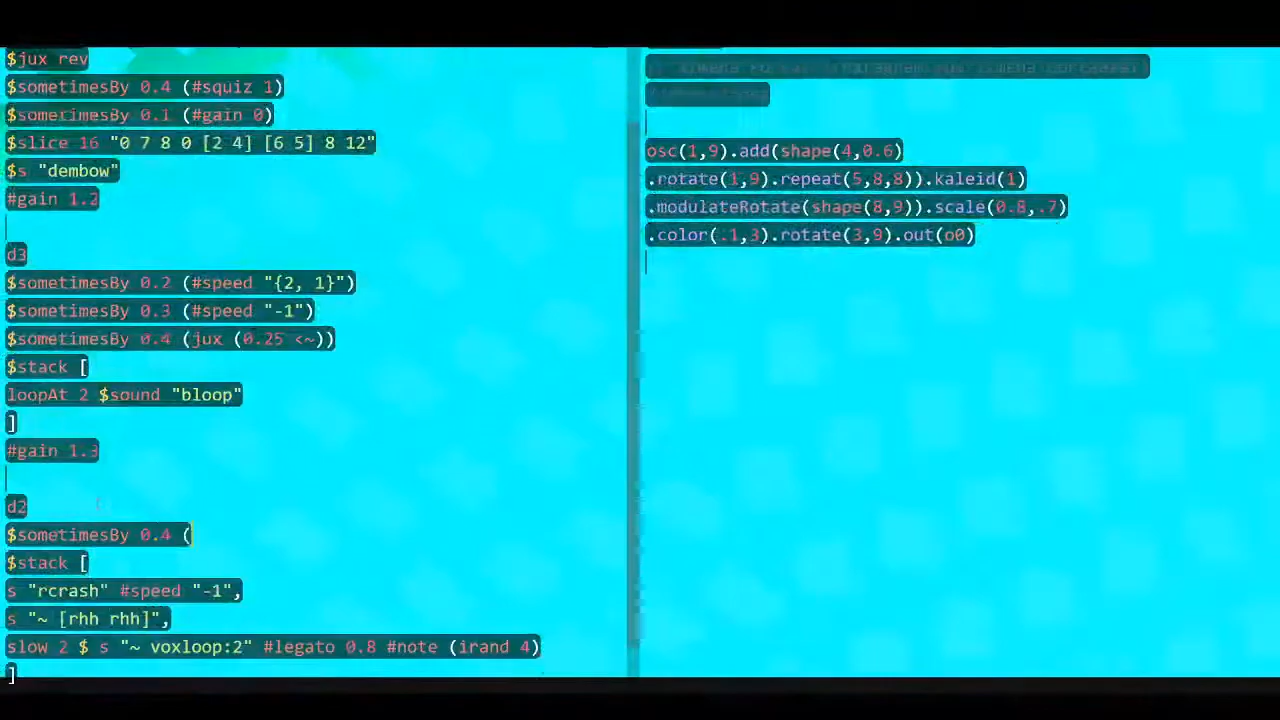 $jux rev
$sometimesBy 0.4 (#squiz 1)
$somerimesBy 0.1 (#gain 0)
$slice 16 "0 7 8 0 [2 4] [6 5] 8 12"
$s "dembow"
#gain 1.2
d3
$sometimesBy 0.2 (#speed "{2, 1}")
$sometimesBy 0.3 (#speed "-1")
$sometimesBy 0.4 (jux (0.25 <~))
$stack [
loopAt 2 $sound "bloop"
]
#gain 1.3
d2
$sometimesBy 0.4 (
$stack [
s "rcrash" #speed "-1",
s "~ [rhh rhh]",
slow 2 $ s "~ voxloop:2" #legato 0.8 #note (irand 4)
]
osc(1,9).add(shape(4,0.6)
.rotate(1,9).repeat(5,8,8)).kaleid(1)
.modulateRotate(shape(8,9)).scale(0.8,.7)
.color(.1,3).rotate(3,9).out(o0)